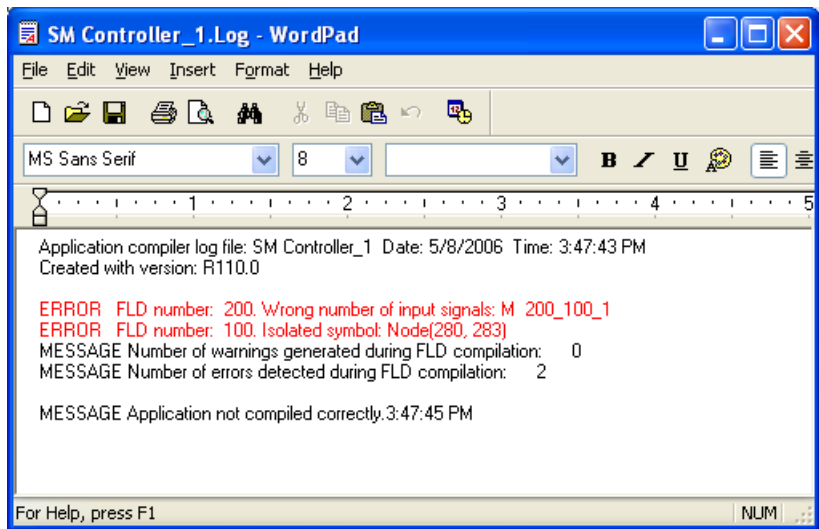 SM Controller_1.Log - WordPad
File Edit View Insert Format Help
MS Sans Serif 8 B I U
1 2 3 4 5
Application compiler log file: SM Controller_1 Date: 5/8/2006 Time: 3:47:43 PM
Created with version: R110.0
ERROR FLD number: 200. Wrong number of input signals: M 200_100_1
ERROR FLD number: 100. Isolated symbol: Node(280, 283)
MESSAGE Number of warnings generated during FLD compilation: 0
MESSAGE Number of errors detected during FLD compilation: 2
MESSAGE Application not compiled correctly.3:47:45 PM
For Help, press F1 NUM